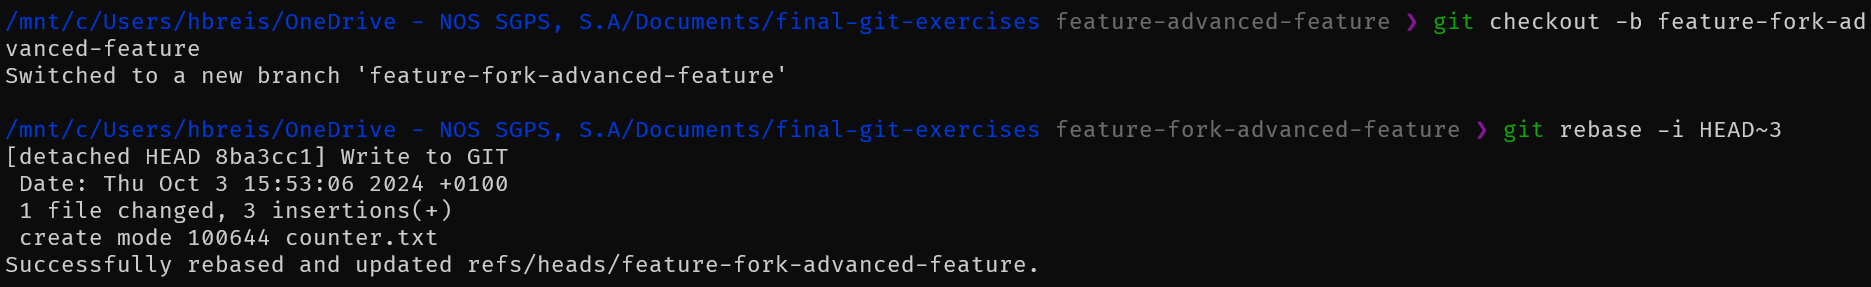 /mnt/c/Users/hbreis/OneDrive - NOS SGPS, S.A/Documents/final-git-exercises feature-advanced-feature ❯ git checkout -b feature-fork-ad
vanced-feature
Switched to a new branch 'feature-fork-advanced-feature'
/mnt/c/Users/hbreis/OneDrive - NOS SGPS, S.A/Documents/final-git-exercises feature-fork-advanced-feature ❯ git rebase -i HEAD~3
[detached HEAD 8ba3cc1] Write to GIT
 Date: Thu Oct 3 15:53:06 2024 +0100
 1 file changed, 3 insertions(+)
 create mode 100644 counter.txt
Successfully rebased and updated refs/heads/feature-fork-advanced-feature.